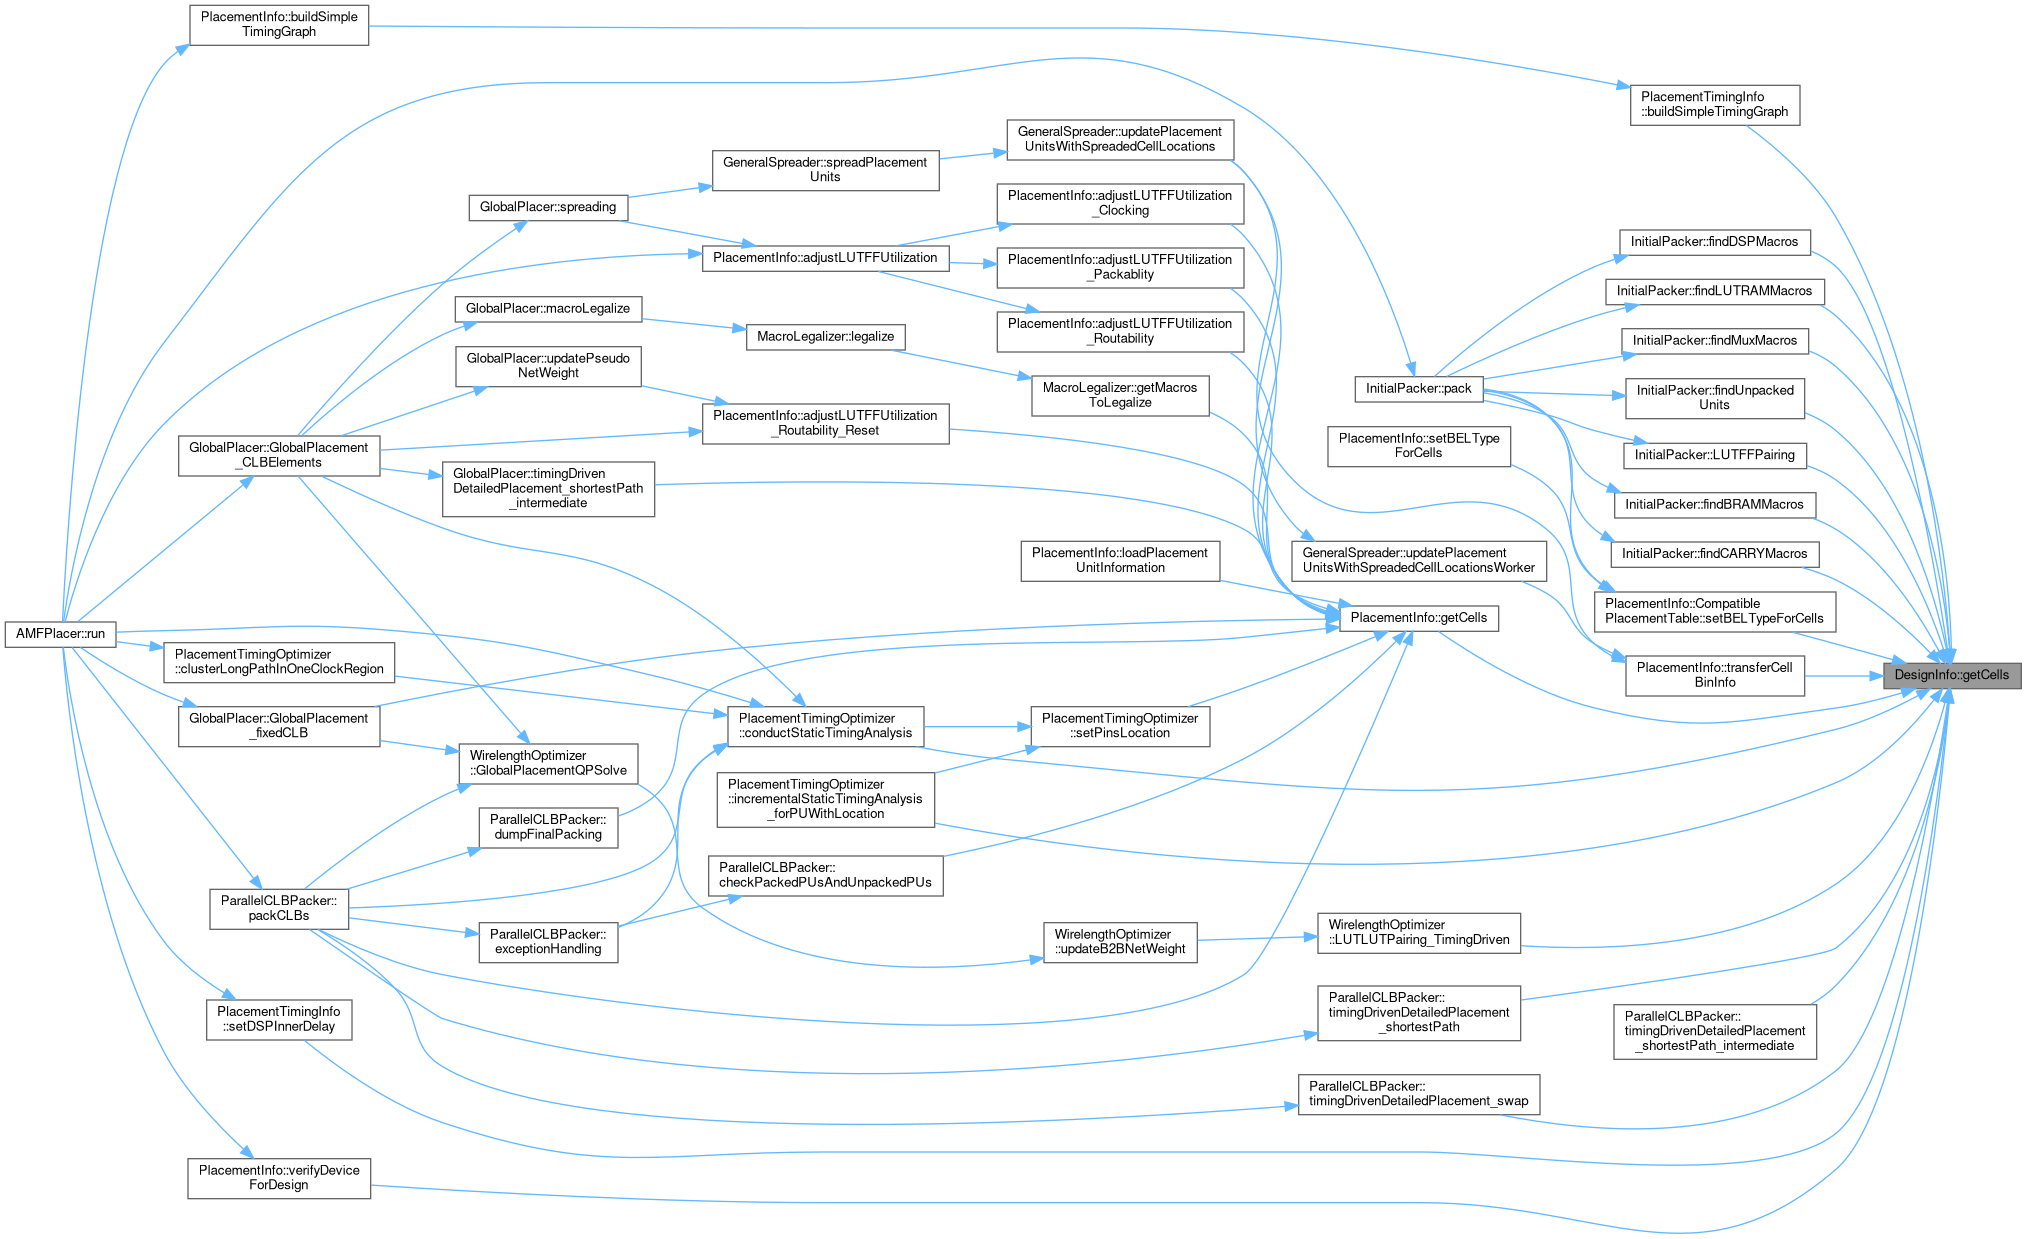 PlacementInfo::buildSimple
TimingGraph
PlacementTimingInfo
::buildSimpleTimingGraph
GeneralSpreader::updatePlacement
UnitsWithSpreadedCellLocations
GeneralSpreader::spreadPlacement
Units
GlobalPlacer::spreading
PlacementInfo::adjustLUTFFUtilization
_Clocking
PlacementInfo::adjustLUTFFUtilization
PlacementInfo::adjustLUTFFUtilization
_Packablity
PlacementInfo::adjustLUTFFUtilization
_Routability
InitialPacker::findDSPMacros
InitialPacker::findLUTRAMMacros
InitialPacker::findMuxMacros
InitialPacker::findUnpacked
Units
InitialPacker::pack
InitialPacker::LUTFFPairing
InitialPacker::findBRAMMacros
InitialPacker::findCARRYMacros
GlobalPlacer::macroLegalize
MacroLegalizer::legalize
GlobalPlacer::updatePseudo
NetWeight
MacroLegalizer::getMacros
ToLegalize
PlacementInfo::adjustLUTFFUtilization
_Routability_Reset
PlacementInfo::setBELType
ForCells
GlobalPlacer::GlobalPlacement
_CLBElements
GlobalPlacer::timingDriven
DetailedPlacement_shortestPath
_intermediate
PlacementInfo::loadPlacement
UnitInformation
GeneralSpreader::updatePlacement
UnitsWithSpreadedCellLocationsWorker
PlacementInfo::Compatible
PlacementTable::setBELTypeForCells
PlacementInfo::getCells
AMFPlacer::run
PlacementTimingOptimizer
::clusterLongPathInOneClockRegion
PlacementInfo::transferCell
BinInfo
DesignInfo::getCells
GlobalPlacer::GlobalPlacement
_fixedCLB
PlacementTimingOptimizer
::conductStaticTimingAnalysis
PlacementTimingOptimizer
::setPinsLocation
WirelengthOptimizer
::GlobalPlacementQPSolve
PlacementTimingOptimizer
::incrementalStaticTimingAnalysis
_forPUWithLocation
ParallelCLBPacker::
dumpFinalPacking
ParallelCLBPacker::
checkPackedPUsAndUnpackedPUs
ParallelCLBPacker::
packCLBs
ParallelCLBPacker::
exceptionHandling
WirelengthOptimizer
::updateB2BNetWeight
WirelengthOptimizer
::LUTLUTPairing_TimingDriven
PlacementTimingInfo
::setDSPInnerDelay
ParallelCLBPacker::
timingDrivenDetailedPlacement
_shortestPath
ParallelCLBPacker::
timingDrivenDetailedPlacement
_shortestPath_intermediate
ParallelCLBPacker::
timingDrivenDetailedPlacement_swap
PlacementInfo::verifyDevice
ForDesign